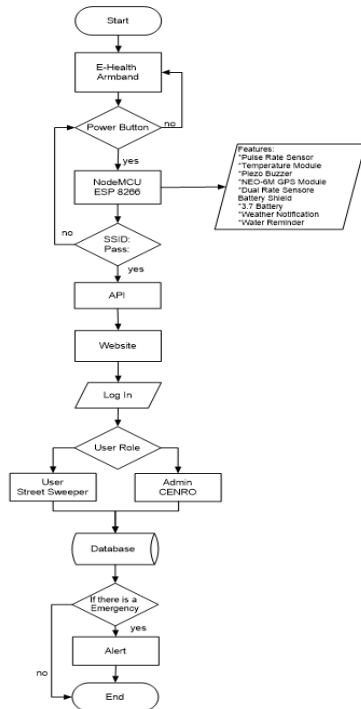 Start
E-Health
Armband
Power Button
no
yes
NodeMCU
ESP 8266
Features:
*Pulse Rate Sensor
*Temperature Module
*Piezo Buzzer
*NEO-6M GPS Module
*Dual Rate Sensore
Battery Shield
*3.7 Battery
*Weather Notification
*Water Reminder
no
SSID:
Pass:
yes
API
Website
Log In
User Role
User
Street Sweeper
Admin
CENRO
Database
If there is a
Emergency
yes
Alert
no
End